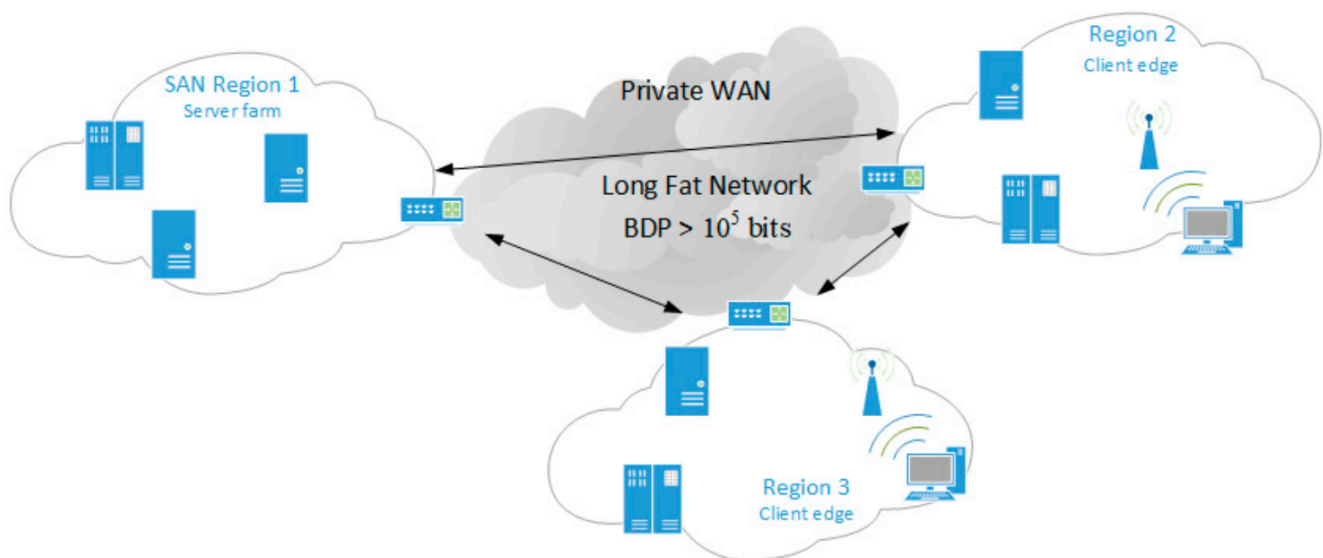 SAN Region 1
Server farm
Private WAN
Long Fat Network
BDP > 10⁵ bits
Region 2
Client edge
Region 3
Client edge